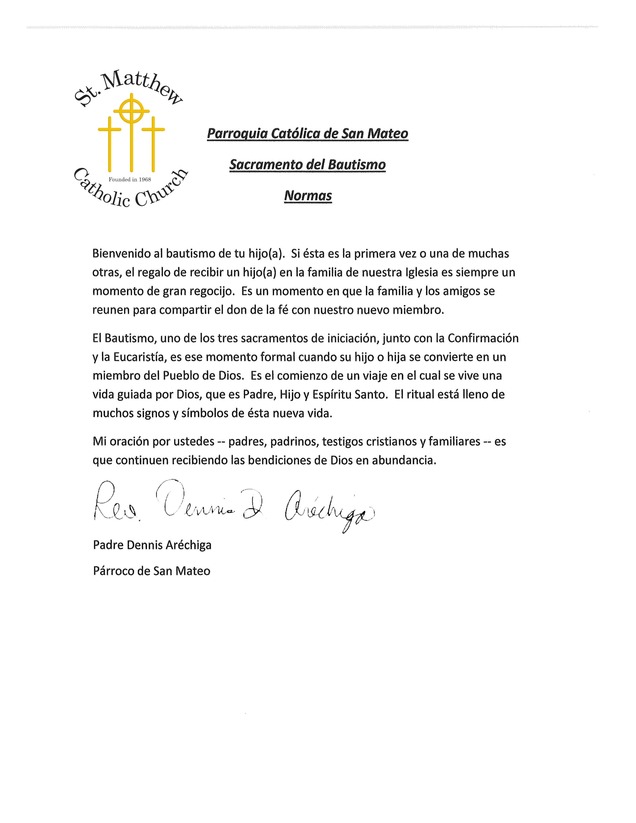 St. Matthew
Founded in 1968
Catholic Church
Parroquia Católica de San Mateo
Sacramento del Bautismo
Normas
Bienvenido al bautismo de tu hijo(a).  Si ésta es la primera vez o una de muchas
otras, el regalo de recibir un hijo(a) en la familia de nuestra Iglesia es siempre un
momento de gran regocijo.  Es un momento en que la familia y los amigos se
reunen para compartir el don de la fé con nuestro nuevo miembro.
El Bautismo, uno de los tres sacramentos de iniciación, junto con la Confirmación
y la Eucaristía, es ese momento formal cuando su hijo o hija se convierte en un
miembro del Pueblo de Dios.  Es el comienzo de un viaje en el cual se vive una
vida guiada por Dios, que es Padre, Hijo y Espíritu Santo.  El ritual está lleno de
muchos signos y símbolos de ésta nueva vida.
Mi oración por ustedes -- padres, padrinos, testigos cristianos y familiares -- es
que continuen recibiendo las bendiciones de Dios en abundancia.
Rev. Dennis D Aréchiga
Padre Dennis Aréchiga
Párroco de San Mateo